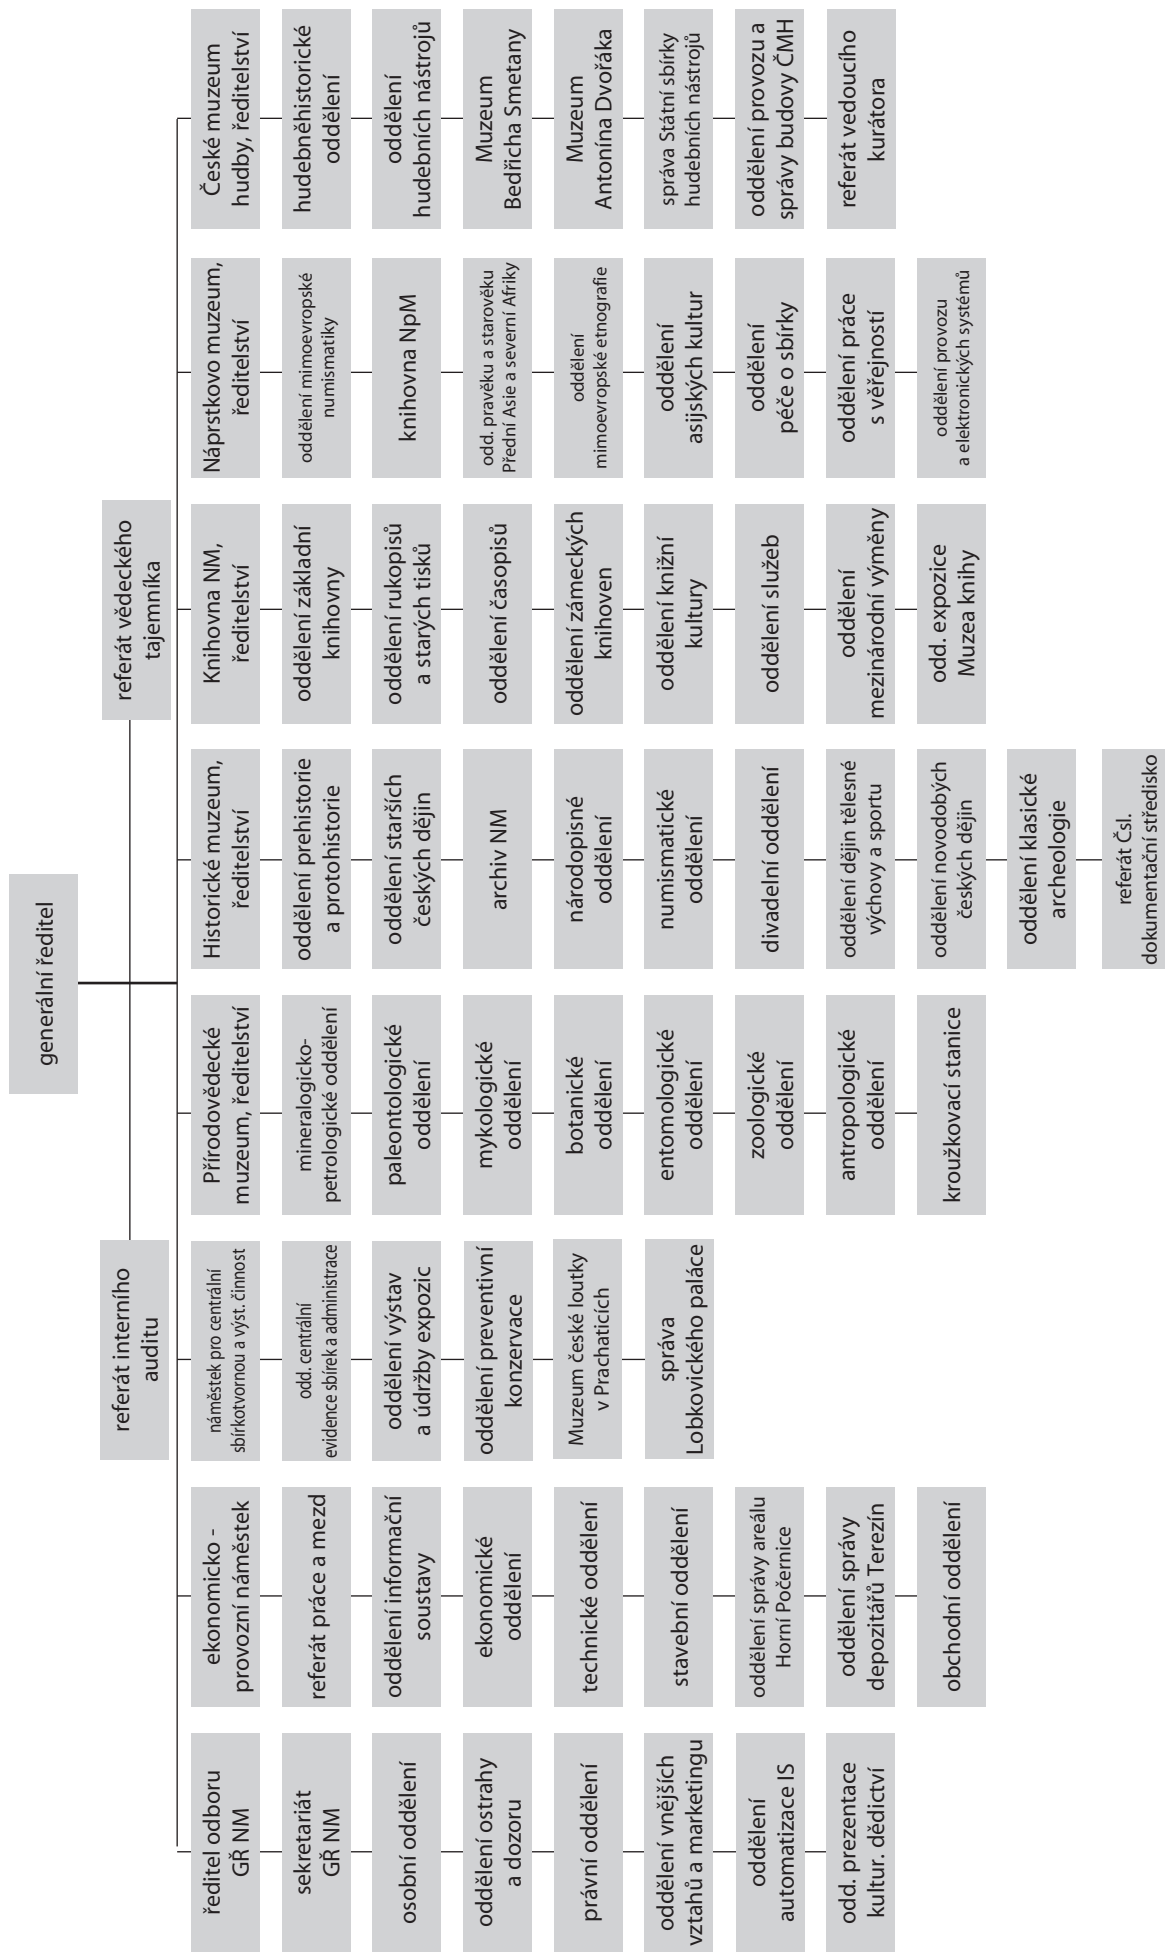 generální ředitel
referát interního
auditu
referát vědeckého
tajemníka
ředitel odboru
GŘ NM
sekretariát
GŘ NM
osobní oddělení
oddělení ostrahy
a dozoru
právní oddělení
oddělení vnějších
vztahů a marketingu
oddělení
automatizace IS
odd. prezentace
kultur. dědictví
ekonomicko -
provozní náměstek
referát práce a mezd
oddělení informační
soustavy
ekonomické
oddělení
technické oddělení
stavební oddělení
oddělení správy areálu
Horní Počernice
oddělení správy
depozitářů Terezín
obchodní oddělení
náměstek pro centrální
sbírkotvornou a výst. činnost
odd. centrální
evidence sbírek a administrace
oddělení výstav
a údržby expozic
oddělení preventivní
konzervace
Muzeum české loutky
v Prachaticích
správa
Lobkovického paláce
Přírodovědecké
muzeum, ředitelství
mineralogicko-
petrologické oddělení
paleontologické
oddělení
mykologické
oddělení
botanické
oddělení
entomologické
oddělení
zoologické
oddělení
antropologické
oddělení
kroužkovací stanice
Historické muzeum,
ředitelství
oddělení prehistorie
a protohistorie
oddělení starších
českých dějin
archiv NM
národopisné
oddělení
numismatické
oddělení
divadelní oddělení
oddělení dějin tělesné
výchovy a sportu
oddělení novodobých
českých dějin
oddělení klasické
archeologie
referát Čsl.
dokumentační středisko
Knihovna NM,
ředitelství
oddělení základní
knihovny
oddělení rukopisů
a starých tisků
oddělení časopisů
oddělení zámeckých
knihoven
oddělení knižní
kultury
oddělení služeb
oddělení
mezinárodní výměny
odd. expozice
Muzea knihy
Náprstkovo muzeum,
ředitelství
oddělení mimoevropské
numismatiky
knihovna NpM
odd. pravěku a starověku
Přední Asie a severní Afriky
oddělení
mimoevropské etnografie
oddělení
asijských kultur
oddělení
péče o sbírky
oddělení práce
s věřejností
oddělení provozu
a elektronických systémů
České muzeum
hudby, ředitelství
hudebněhistorické
oddělení
oddělení
hudebních nástrojů
Muzeum
Bedřicha Smetany
Muzeum
Antonína Dvořáka
správa Státní sbírky
hudebních nástrojů
oddělení provozu a
správy budovy ČMH
referát vedoucího
kurátora